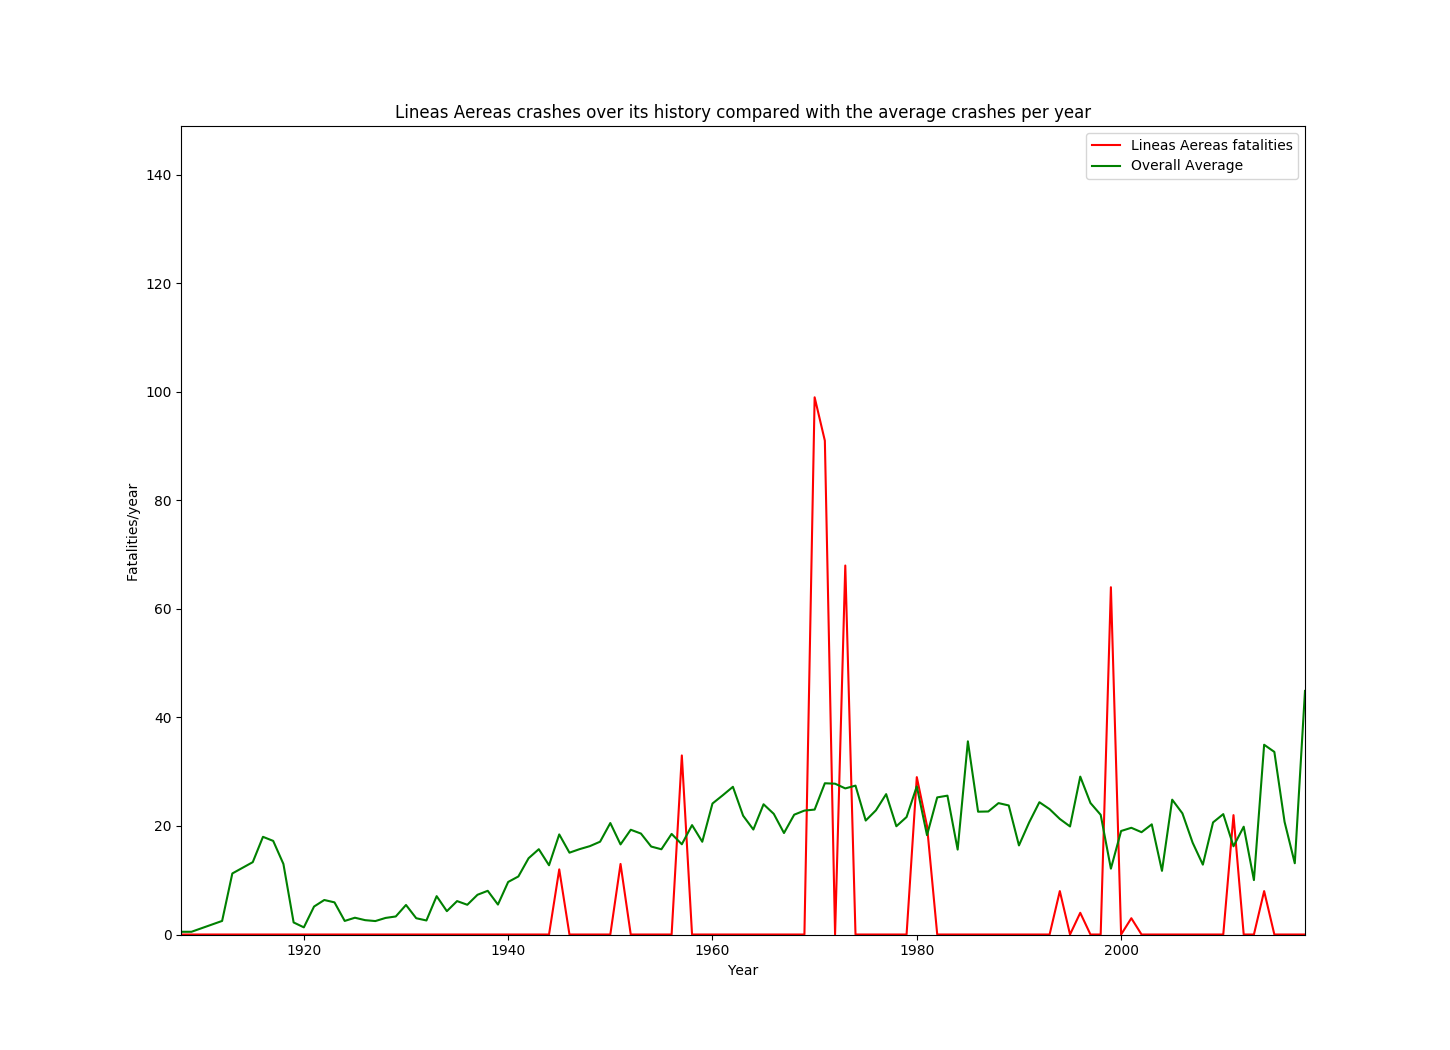 Lineas Aereas crashes over its history compared with the average crashes per year
Lineas Aereas fatalities
Overall Average
140
120
100
80
60
40
20
0
Fatalities/year
1920 1940 1960 1980 2000
Year